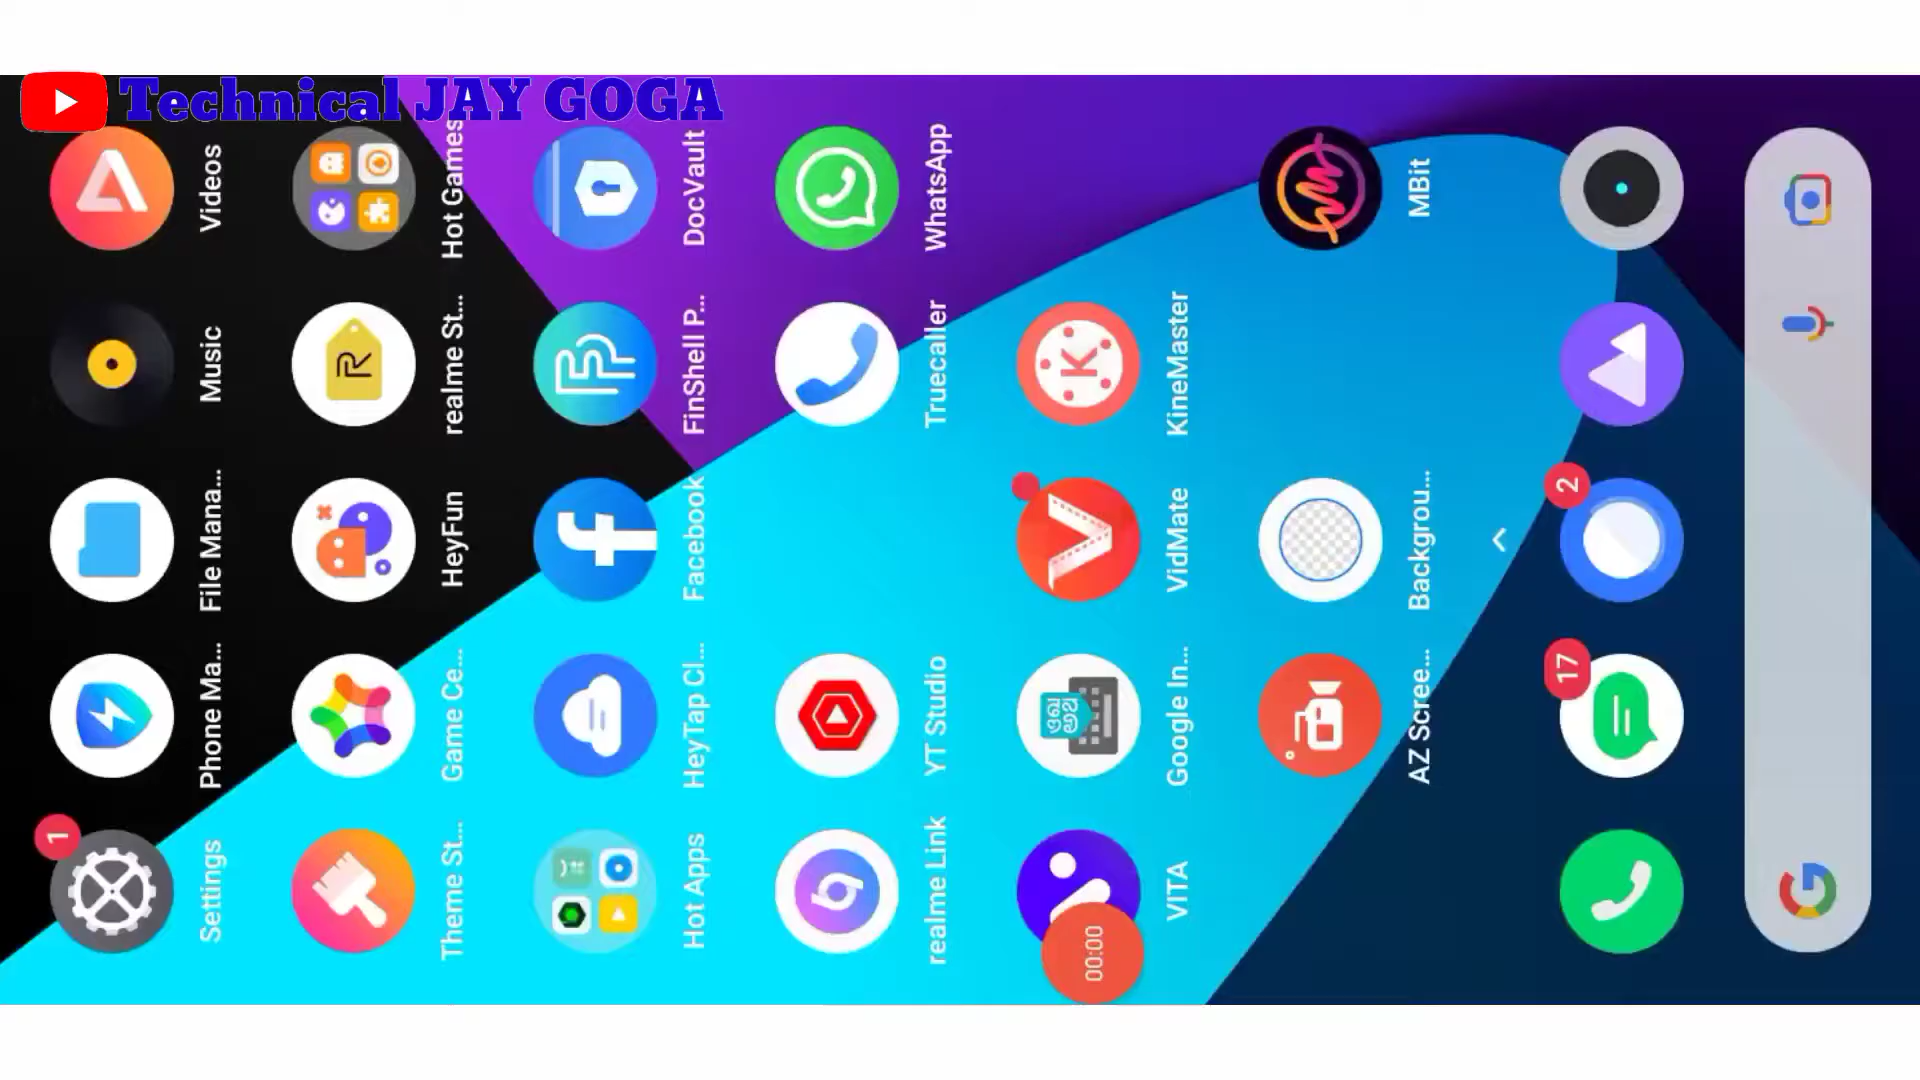 Technical JAY GOGA
Settings
Phone Ma...
File Mana...
Music
Videos
Theme St...
Game Ce...
HeyFun
realme St...
Hot Games
Hot Apps
HeyTap Cl...
Facebook
FinShell P...
DocVault
realme Link
YT Studio
Truecaller
WhatsApp
VITA
Google In...
VidMate
KineMaster
AZ Scree...
Backgrou...
MBit
1
00:00
17
2